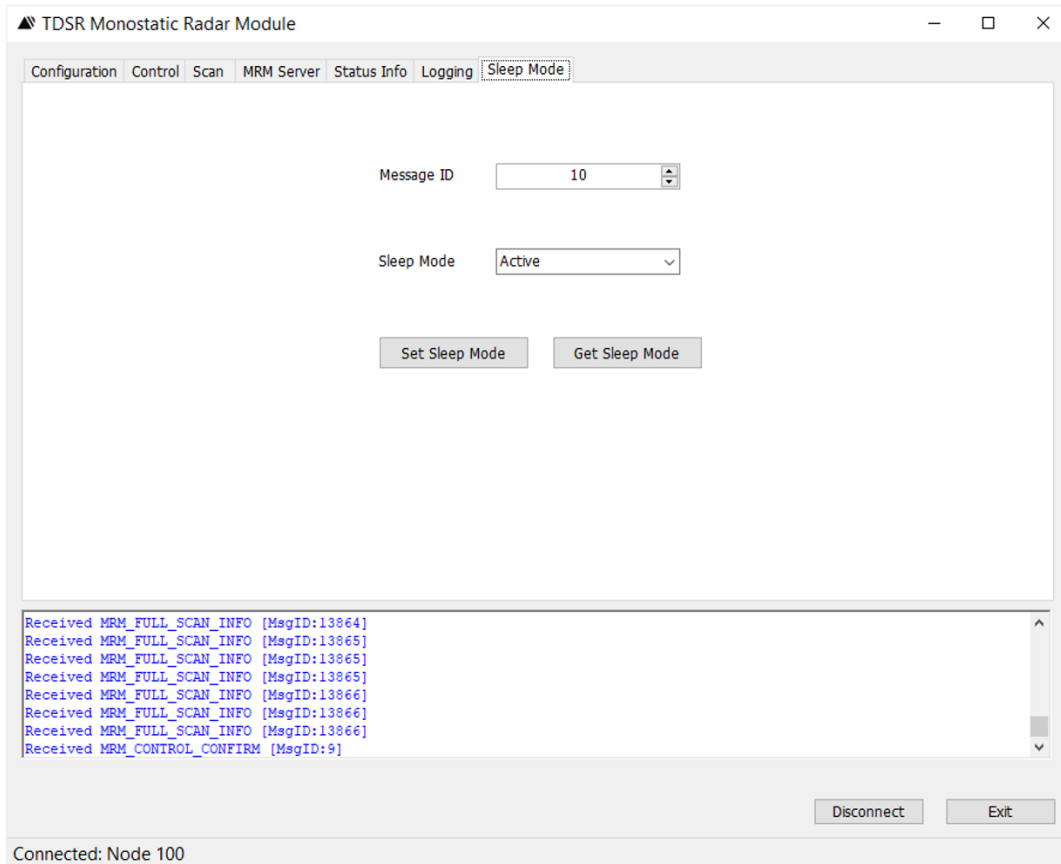 TDSR Monostatic Radar Module
Configuration Control Scan MRM Server Status Info Logging Sleep Mode
Message ID 10
Sleep Mode Active
Set Sleep Mode Get Sleep Mode
Received MRM_FULL_SCAN_INFO [MsgID:13864]
Received MRM_FULL_SCAN_INFO [MsgID:13865]
Received MRM_FULL_SCAN_INFO [MsgID:13865]
Received MRM_FULL_SCAN_INFO [MsgID:13865]
Received MRM_FULL_SCAN_INFO [MsgID:13866]
Received MRM_FULL_SCAN_INFO [MsgID:13866]
Received MRM_FULL_SCAN_INFO [MsgID:13866]
Received MRM_CONTROL_CONFIRM [MsgID:9]
Disconnect Exit
Connected: Node 100